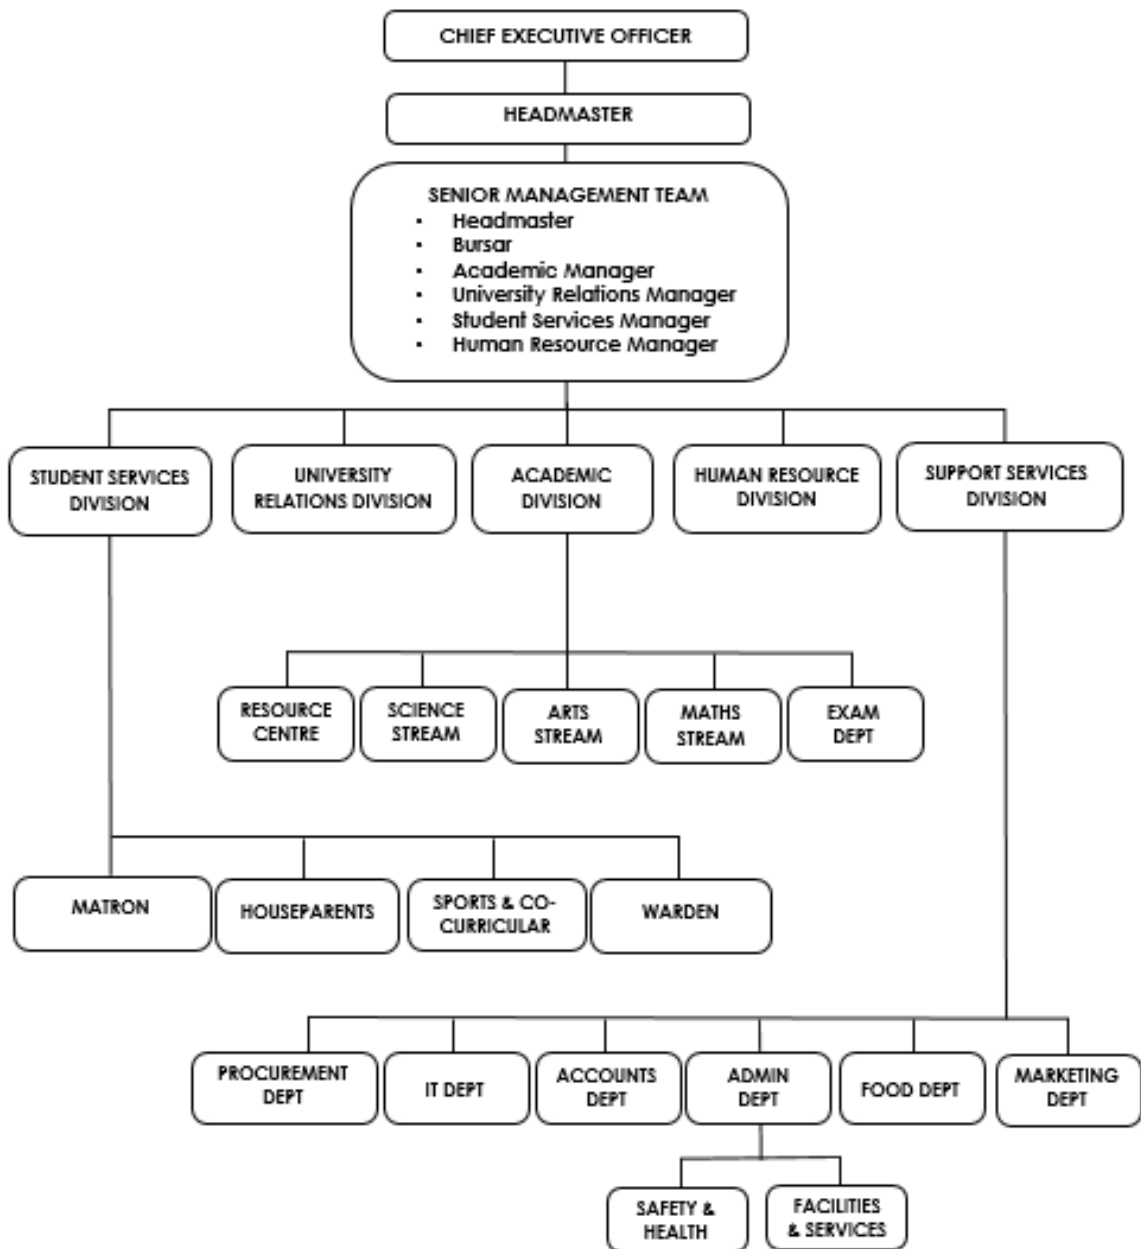 CHIEF EXECUTIVE OFFICER
HEADMASTER
SENIOR MANAGEMENT TEAM
▪ Headmaster
▪ Bursar
▪ Academic Manager
▪ University Relations Manager
▪ Student Services Manager
▪ Human Resource Manager
STUDENT SERVICES
DIVISION
UNIVERSITY
RELATIONS DIVISION
ACADEMIC
DIVISION
HUMAN RESOURCE
DIVISION
SUPPORT SERVICES
DIVISION
RESOURCE
CENTRE
SCIENCE
STREAM
ARTS
STREAM
MATHS
STREAM
EXAM
DEPT
MATRON
HOUSEPARENTS
SPORTS & CO-
CURRICULAR
WARDEN
PROCUREMENT
DEPT
IT DEPT
ACCOUNTS
DEPT
ADMIN
DEPT
FOOD DEPT
MARKETING
DEPT
SAFETY &
HEALTH
FACILITIES
& SERVICES